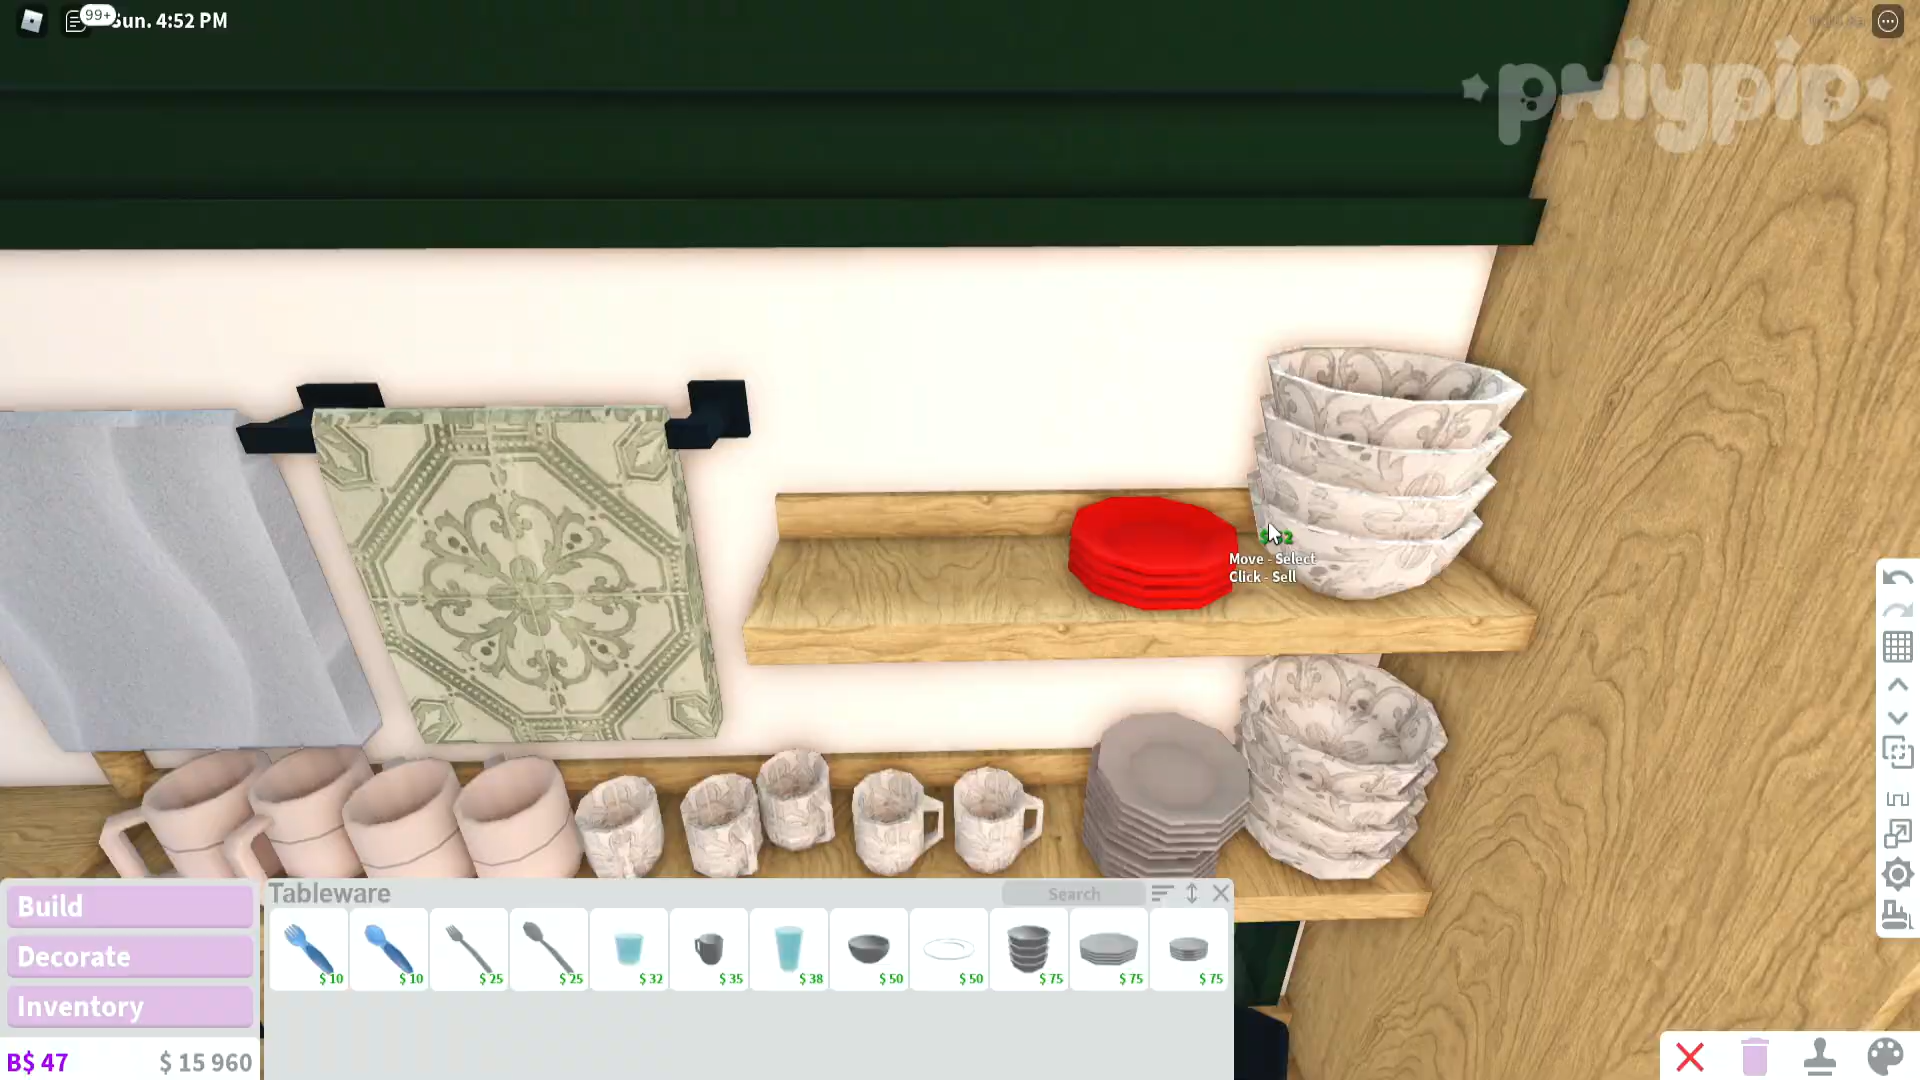 99+
Sun. 4:52 PM
phiypip
Move - Select
Click - Sell
Build
Decorate
Inventory
B$ 47
$ 15 960
Tableware
Search
$ 10
$ 10
$ 25
$ 25
$ 32
$ 35
$ 38
$ 50
$ 50
$ 75
$ 75
$ 75